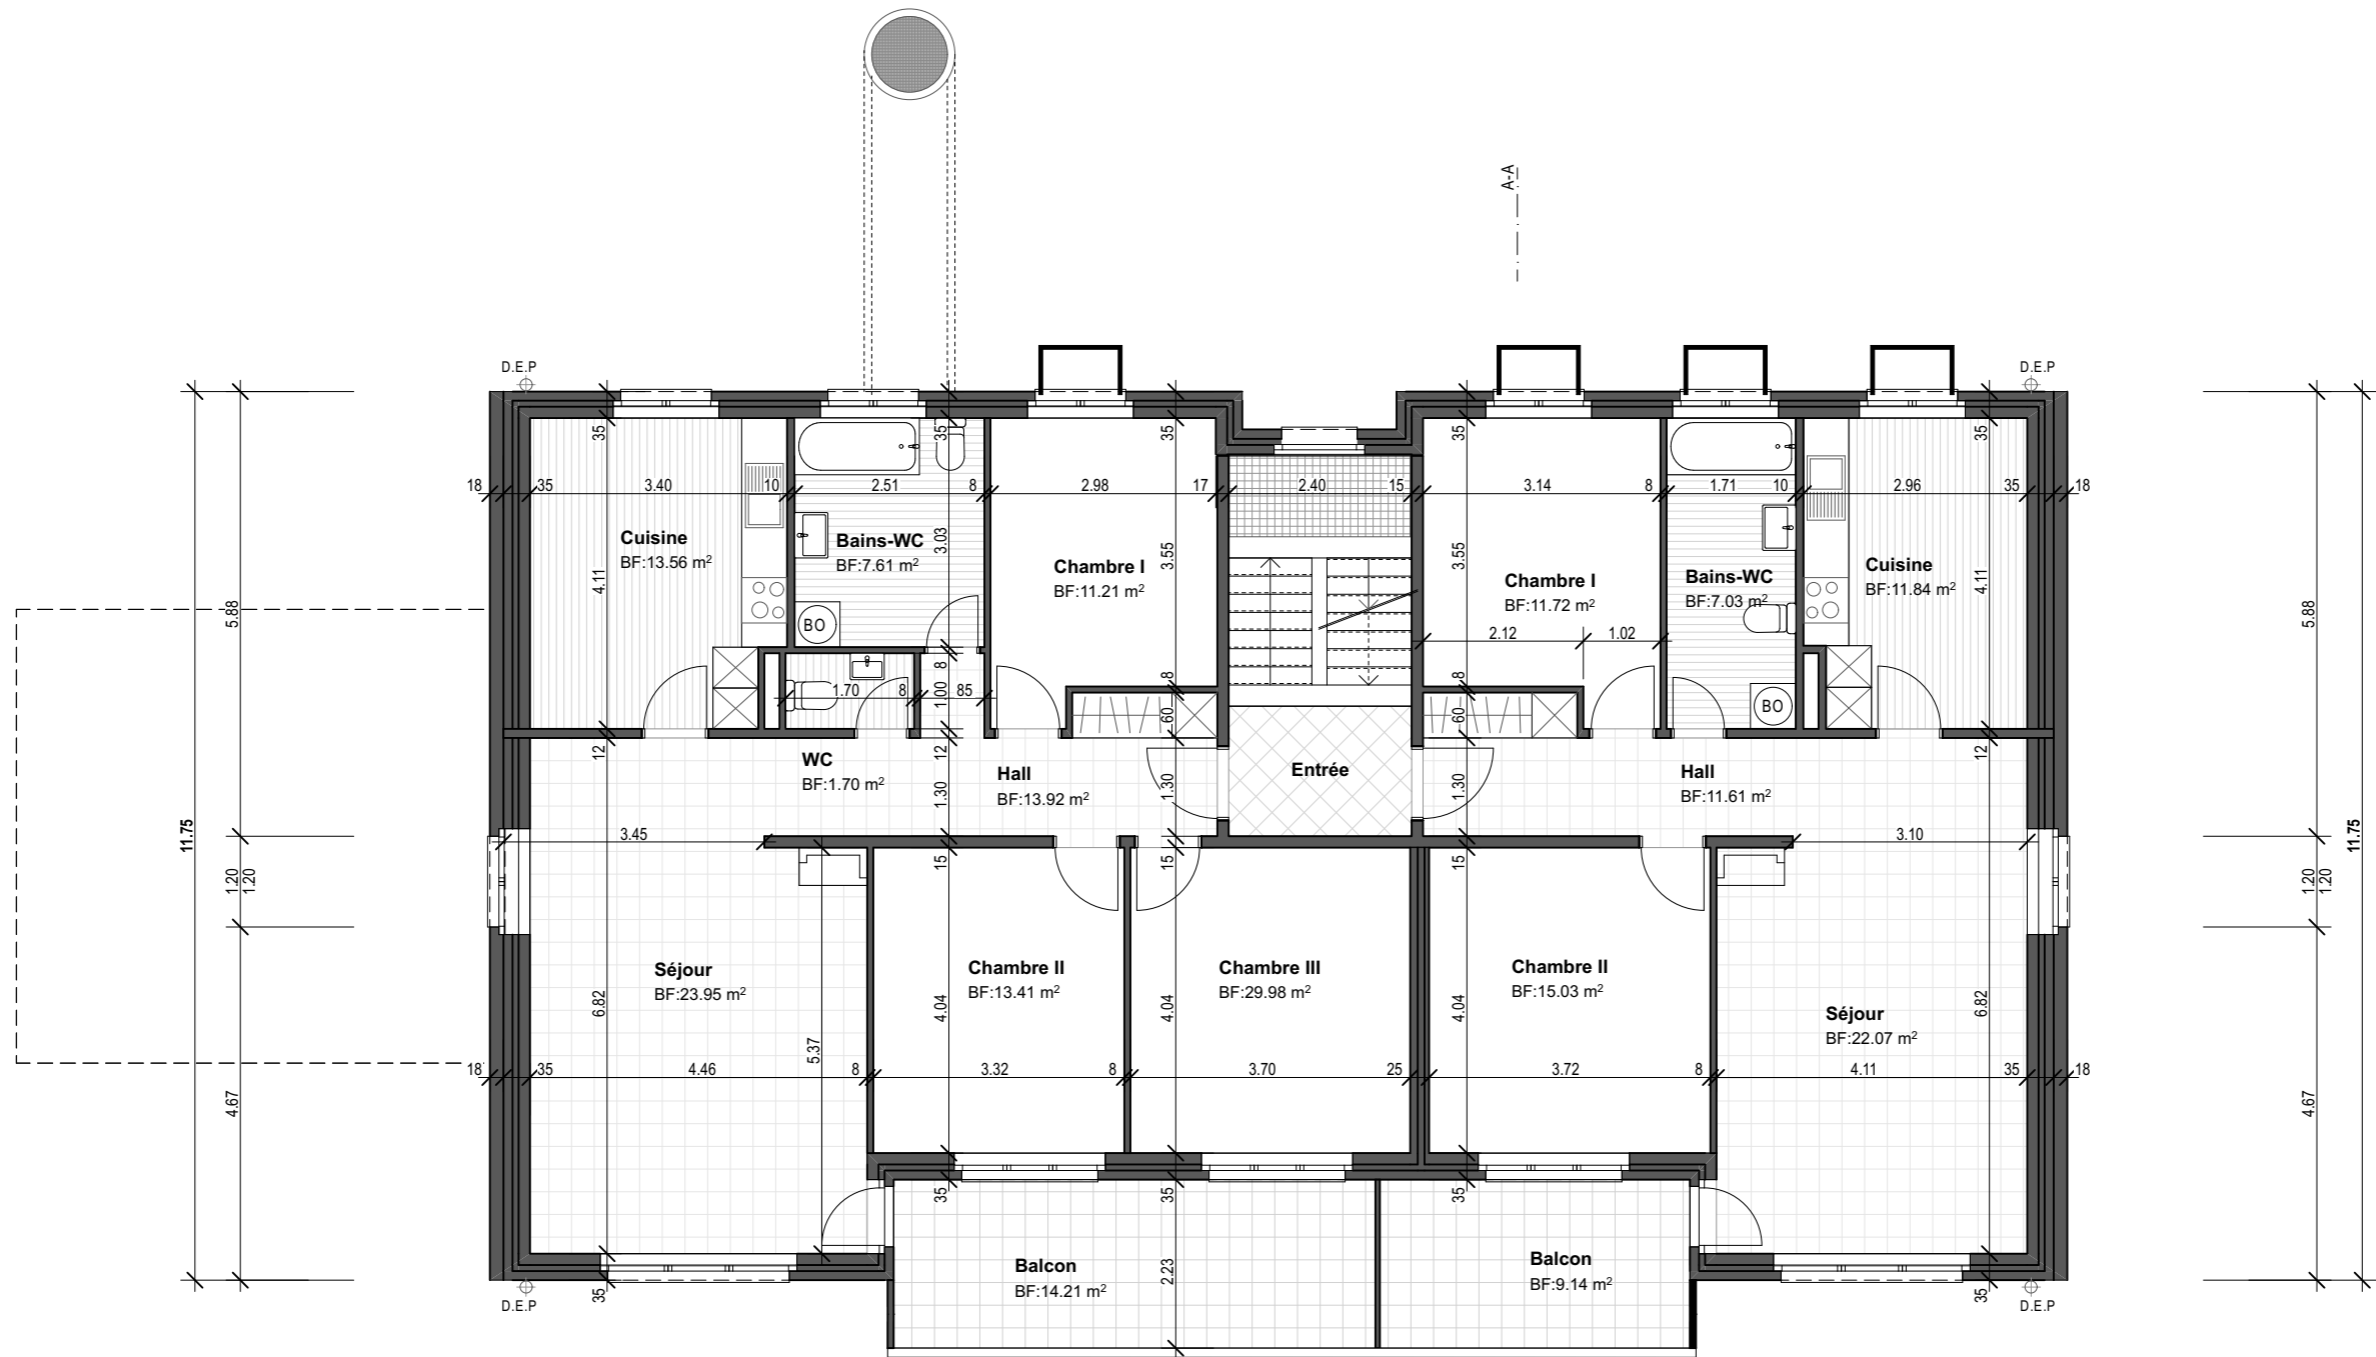 A-A
D.E.P
D.E.P
35
35
35
35
35
18
35
3.40
10
2.51
8
2.98
17
2.40
15
3.14
8
1.71
10
2.96
35
18
Cuisine
BF:13.56 m²
Bains-WC
BF:7.61 m²
3.03
Chambre I
BF:11.21 m²
3.55
3.55
Chambre I
BF:11.72 m²
Bains-WC
BF:7.03 m²
Cuisine
BF:11.84 m²
4.11
4.11
5.88
5.88
BO
2.12
1.02
8
8
8
1.70
8
85
1.00
60
60
BO
12
12
12
WC
BF:1.70 m²
Hall
BF:13.92 m²
1.30
1.30
Entrée
1.30
Hall
BF:11.61 m²
11.75
11.75
3.45
3.10
15
15
15
1.20
1.20
1.20
1.20
Séjour
BF:23.95 m²
Chambre II
BF:13.41 m²
Chambre III
BF:29.98 m²
Chambre II
BF:15.03 m²
Séjour
BF:22.07 m²
6.82
4.04
4.04
4.04
6.82
5.37
18
35
4.46
8
3.32
8
3.70
25
3.72
8
4.11
35
18
4.67
4.67
35
35
35
Balcon
BF:14.21 m²
2.23
Balcon
BF:9.14 m²
35
35
D.E.P
D.E.P